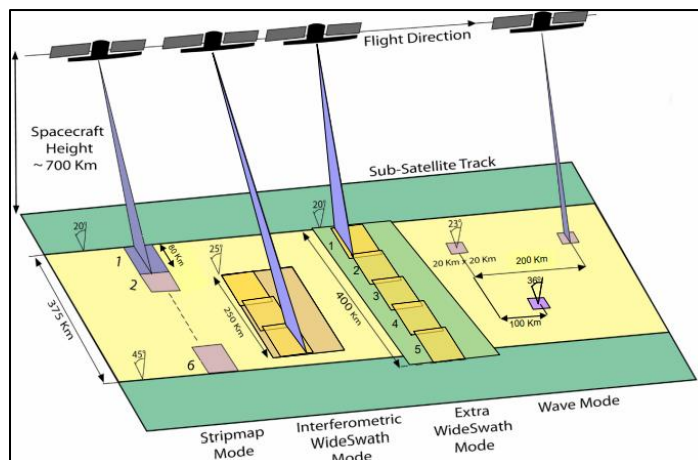 Flight Direction
Spacecraft
Height
~700 Km
Sub-Satellite Track
20°
20°
23°
1
80 Km
2
25°
1
2
3
4
5
20 Km x 20 Km
200 Km
36°
100 Km
375 Km
250 Km
400 Km
45°
6
Stripmap
Mode
Interferometric
WideSwath
Mode
Extra
WideSwath
Mode
Wave Mode